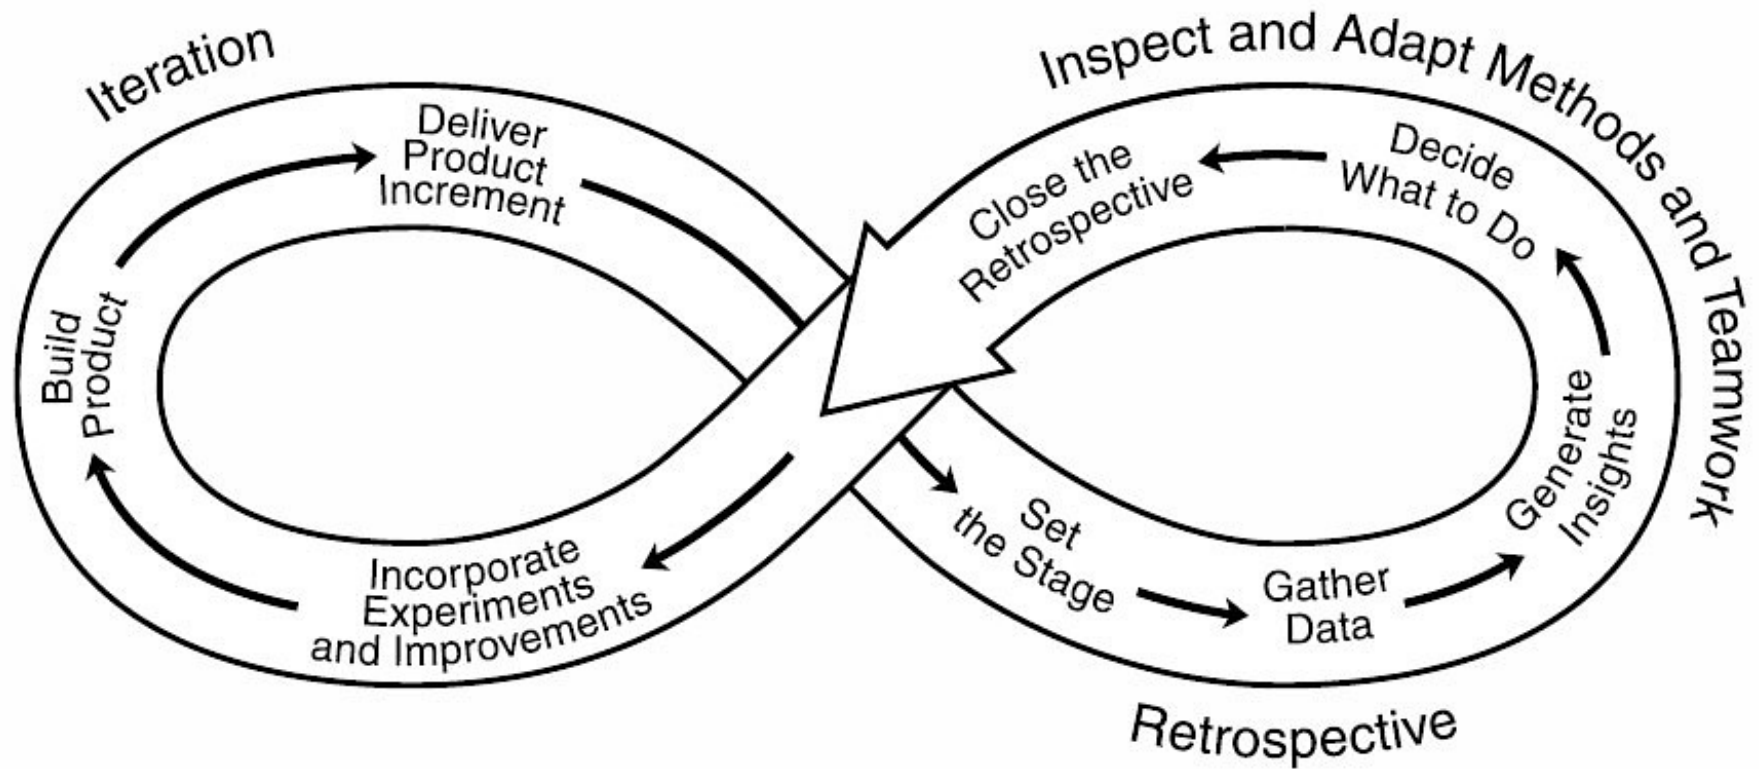 Iteration
Inspect and Adapt Methods and Teamwork
Deliver
Product
Increment
Build
Product
Incorporate
Experiments
and Improvements
Close the
Retrospective
Decide
What to Do
Generate
Insights
Set
the Stage
Gather
Data
Retrospective